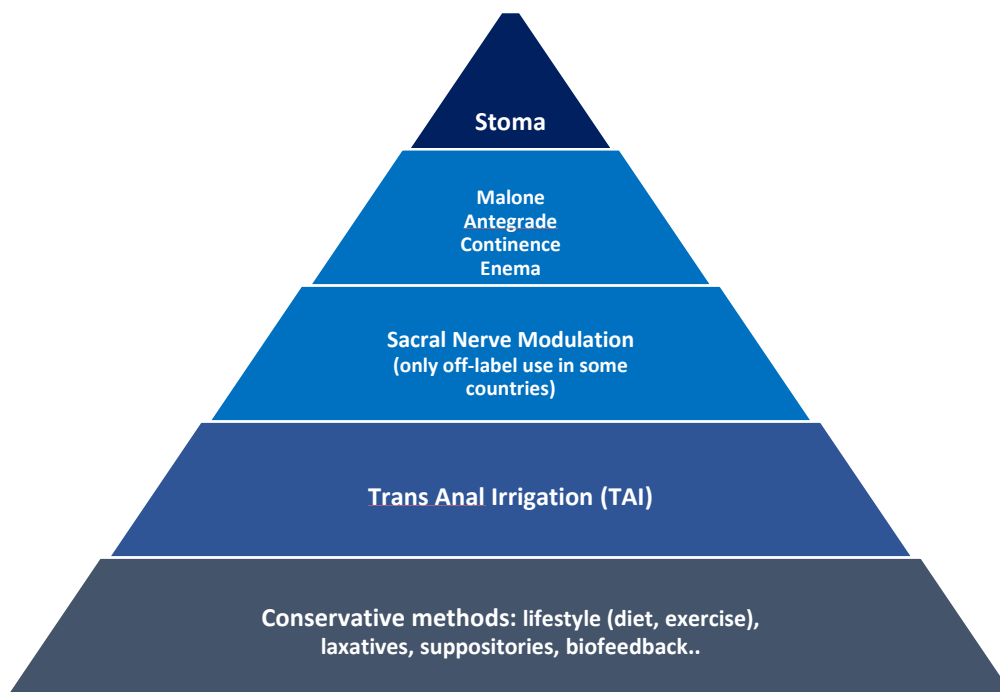 Stoma
Malone
Antegrade
Continence
Enema
Sacral Nerve Modulation
(only off-label use in some
countries)
Trans Anal Irrigation (TAI)
Conservative methods: lifestyle (diet, exercise),
laxatives, suppositories, biofeedback..